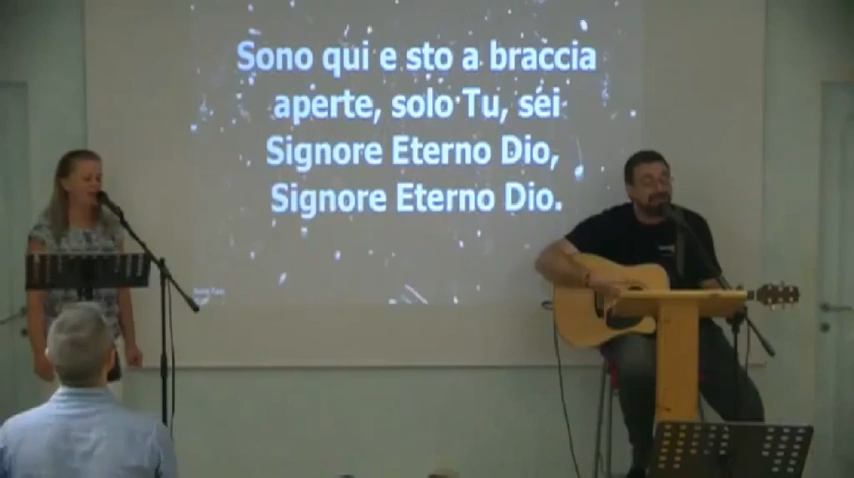 Sono qui e sto a braccia
aperte, solo Tu, sei
Signore Eterno Dio,
Signore Eterno Dio.